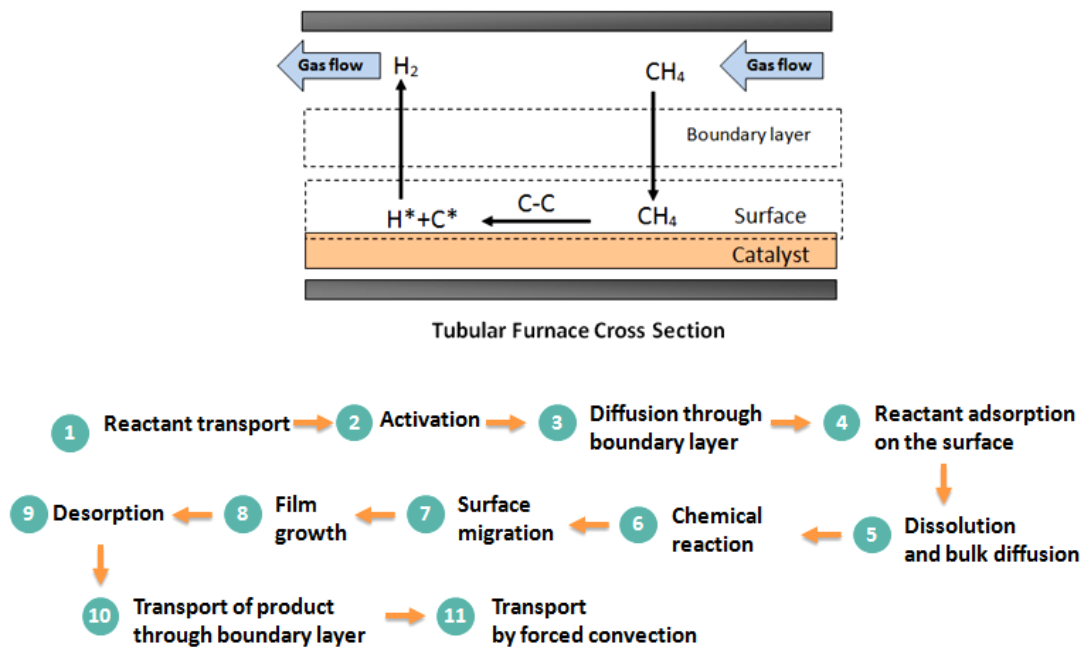 Gas flow
H₂
CH₄
Gas flow
Boundary layer
C-C
H*+C*
CH₄
Surface
Catalyst
Tubular Furnace Cross Section
1
Reactant transport
2
Activation
3
Diffusion through
boundary layer
4
Reactant adsorption
on the surface
5
Dissolution
and bulk diffusion
6
Chemical
reaction
7
Surface
migration
8
Film
growth
9
Desorption
10
Transport of product
through boundary layer
11
Transport
by forced convection